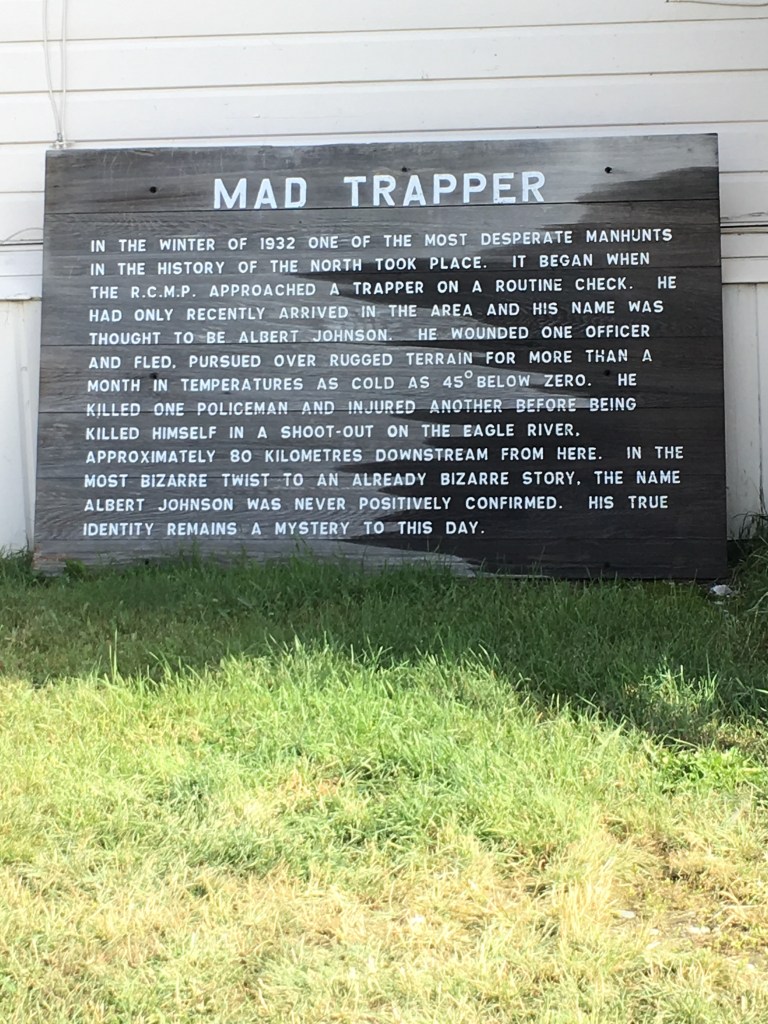 MAD TRAPPER
IN THE WINTER OF 1932 ONE OF THE MOST DESPERATE MANHUNTS
IN THE HISTORY OF THE NORTH TOOK PLACE. IT BEGAN WHEN
THE R.C.M.P. APPROACHED A TRAPPER ON A ROUTINE CHECK. HE
HAD ONLY RECENTLY ARRIVED IN THE AREA AND HIS NAME WAS
THOUGHT TO BE ALBERT JOHNSON. HE WOUNDED ONE OFFICER
AND FLED, PURSUED OVER RUGGED TERRAIN FOR MORE THAN A
MONTH IN TEMPERATURES AS COLD AS 45° BELOW ZERO. HE
KILLED ONE POLICEMAN AND INJURED ANOTHER BEFORE BEING
KILLED HIMSELF IN A SHOOT-OUT ON THE EAGLE RIVER,
APPROXIMATELY 80 KILOMETRES DOWNSTREAM FROM HERE. IN THE
MOST BIZARRE TWIST TO AN ALREADY BIZARRE STORY, THE NAME
ALBERT JOHNSON WAS NEVER POSITIVELY CONFIRMED. HIS TRUE
IDENTITY REMAINS A MYSTERY TO THIS DAY.